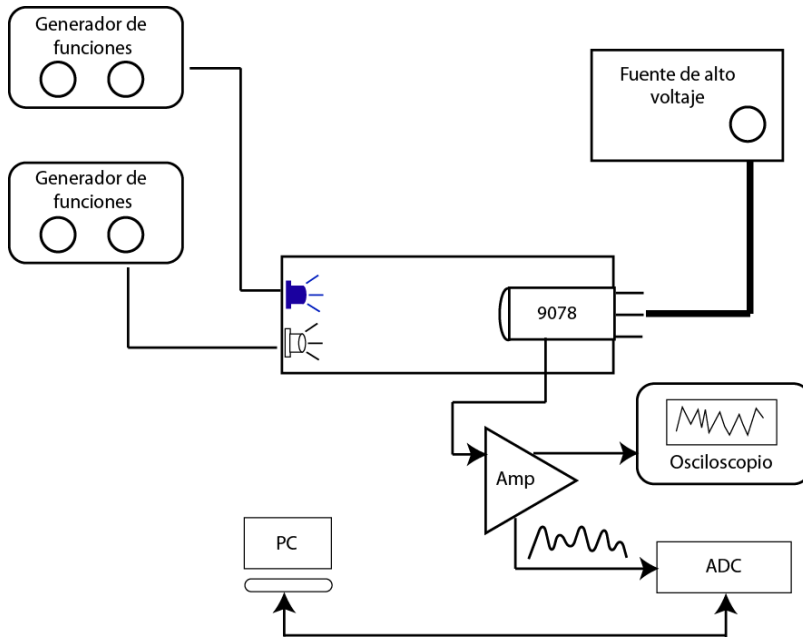 Generador de
funciones
Fuente de alto
voltaje
Generador de
funciones
9078
Amp
Osciloscopio
PC
ADC